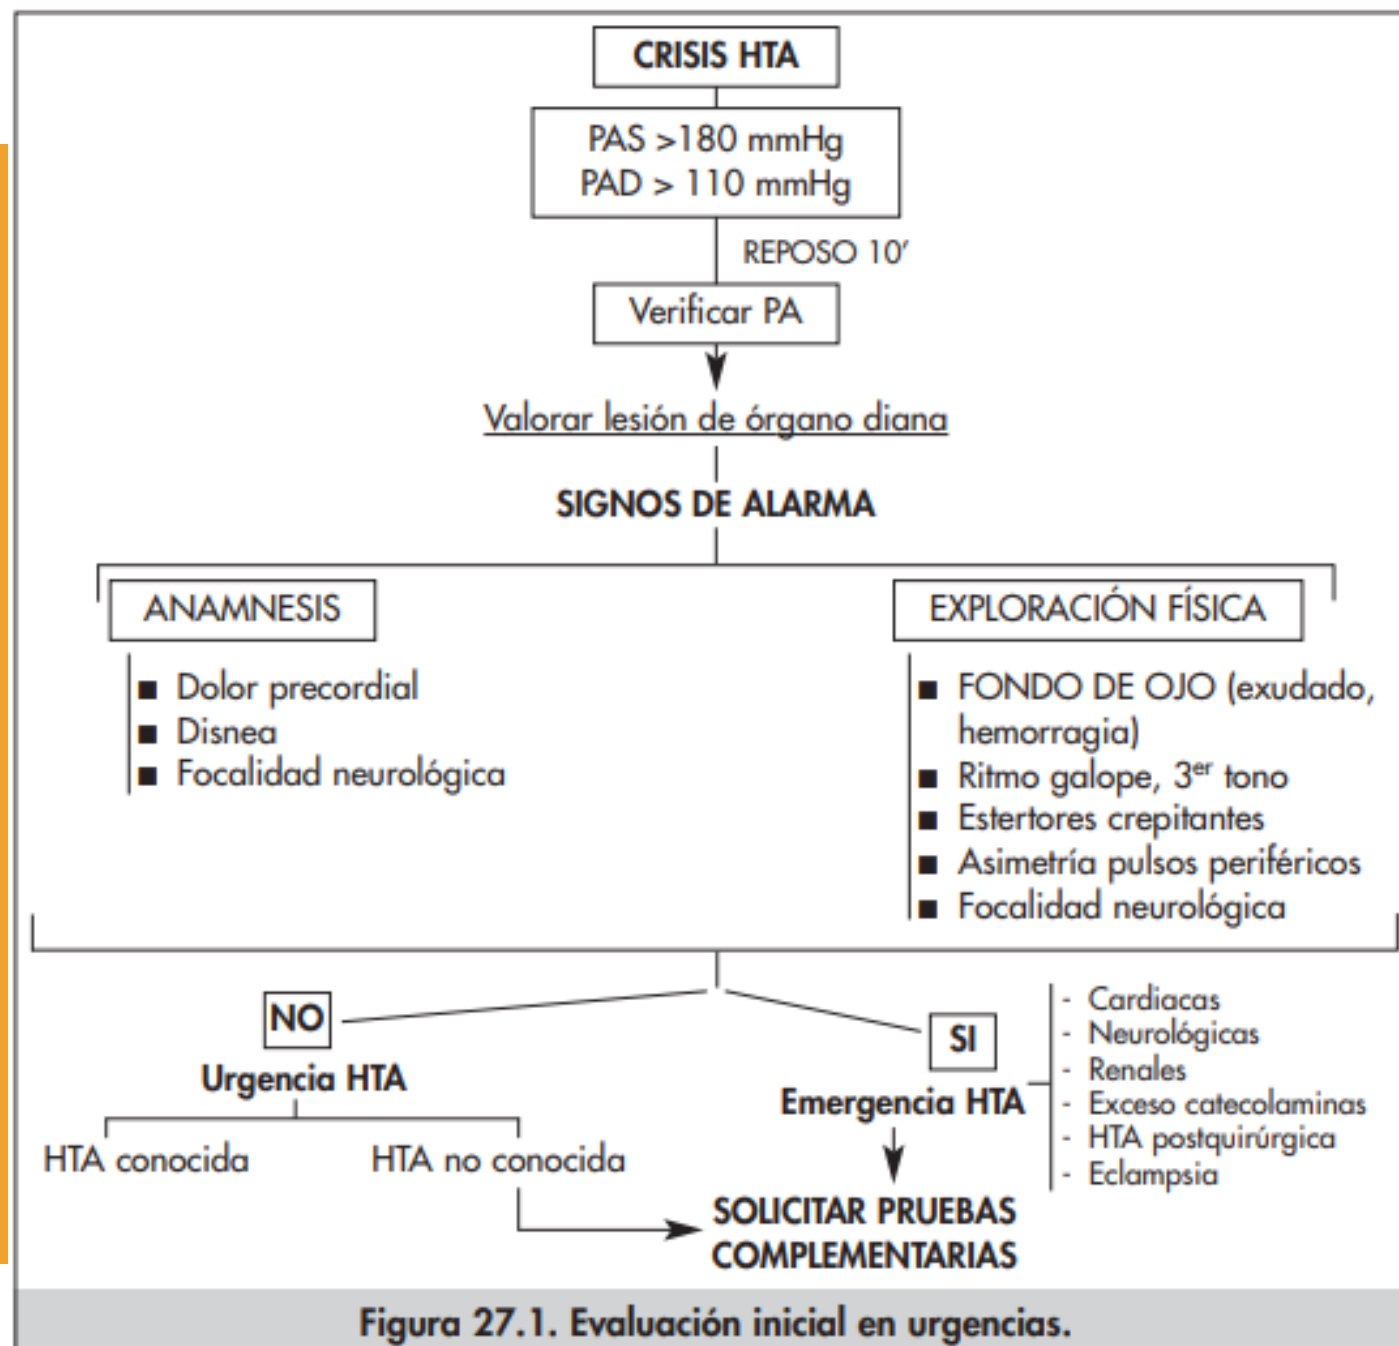 CRISIS HTA
PAS >180 mmHg
PAD > 110 mmHg
REPOSO 10’
Verificar PA
Valorar lesión de órgano diana
SIGNOS DE ALARMA
ANAMNESIS
■ Dolor precordial
■ Disnea
■ Focalidad neurológica
EXPLORACIÓN FÍSICA
■ FONDO DE OJO (exudado,
hemorragia)
■ Ritmo galope, 3er tono
■ Estertores crepitantes
■ Asimetría pulsos periféricos
■ Focalidad neurológica
NO
Urgencia HTA
HTA conocida
HTA no conocida
SI
Emergencia HTA
- Cardiacas
- Neurológicas
- Renales
- Exceso catecolaminas
- HTA postquirúrgica
- Eclampsia
SOLICITAR PRUEBAS
COMPLEMENTARIAS
Figura 27.1. Evaluación inicial en urgencias.